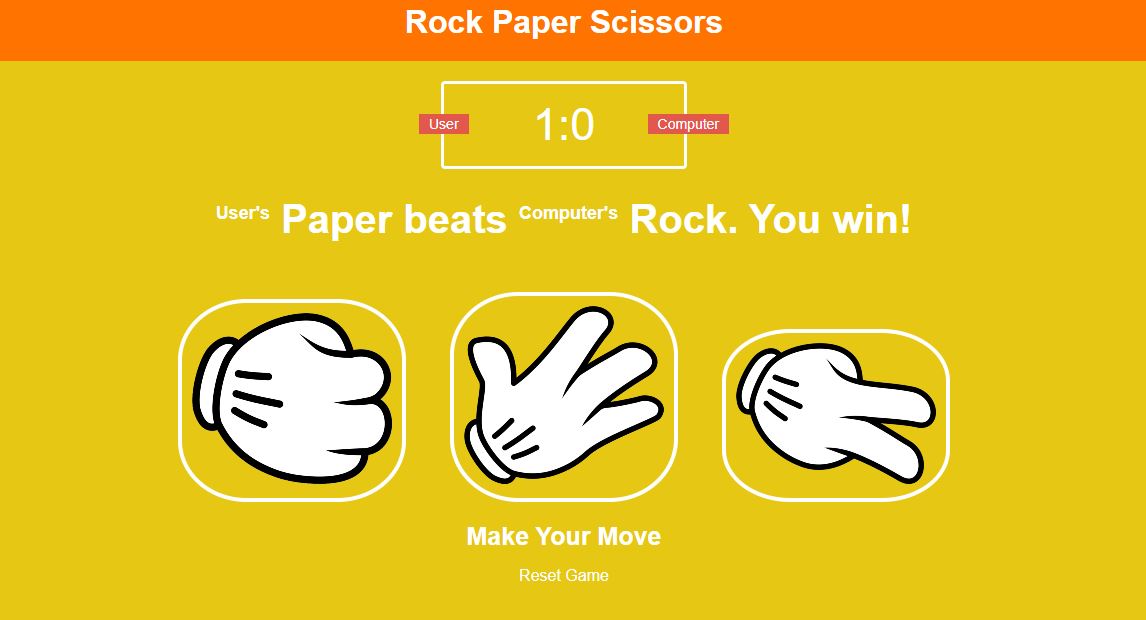 Rock Paper Scissors
User 1:0 Computer
User's Paper beats Computer's Rock. You win!
Make Your Move
Reset Game